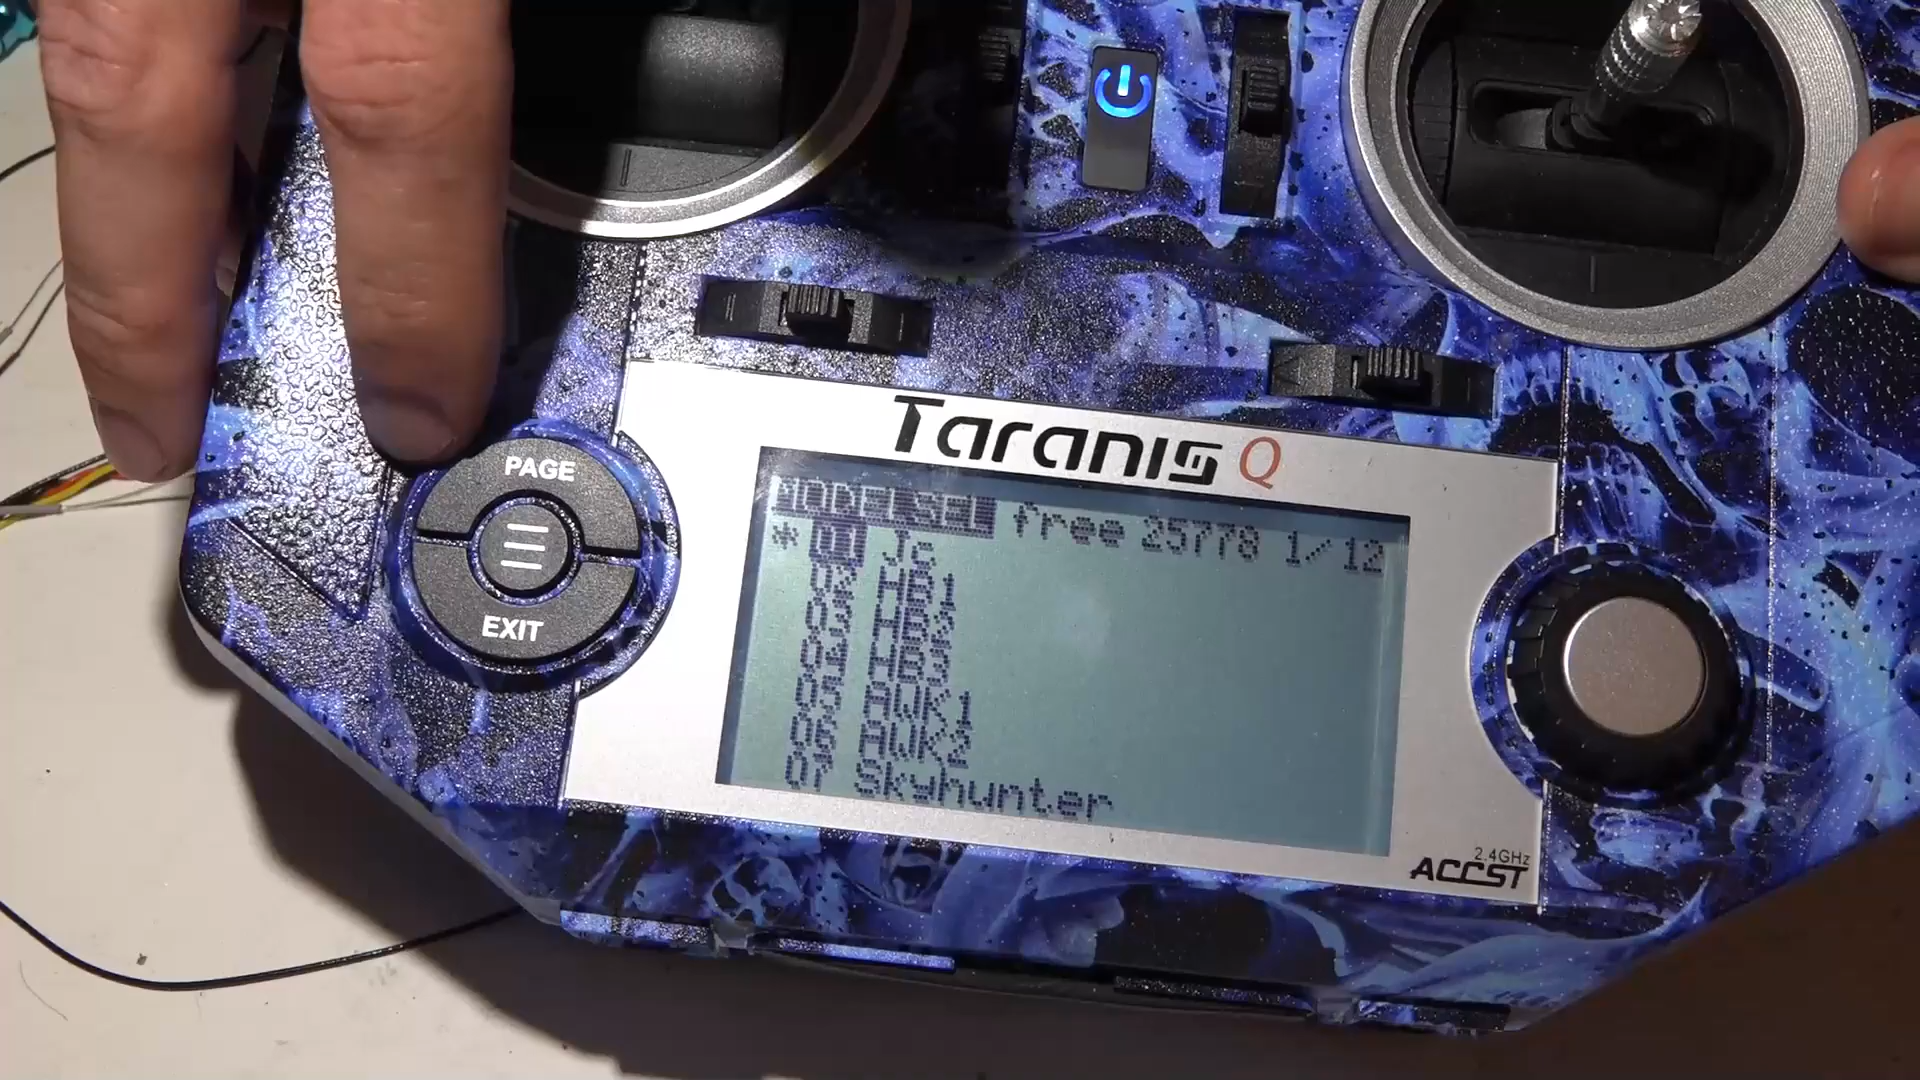 PAGE
EXIT
Taranis Q
MODELSEL free 25778 1/12
* 01 Jc
02 HB1
03 HB2
04 HB3
05 AWK1
06 AWK2
07 Skyhunter
2.4GHz
ACCST